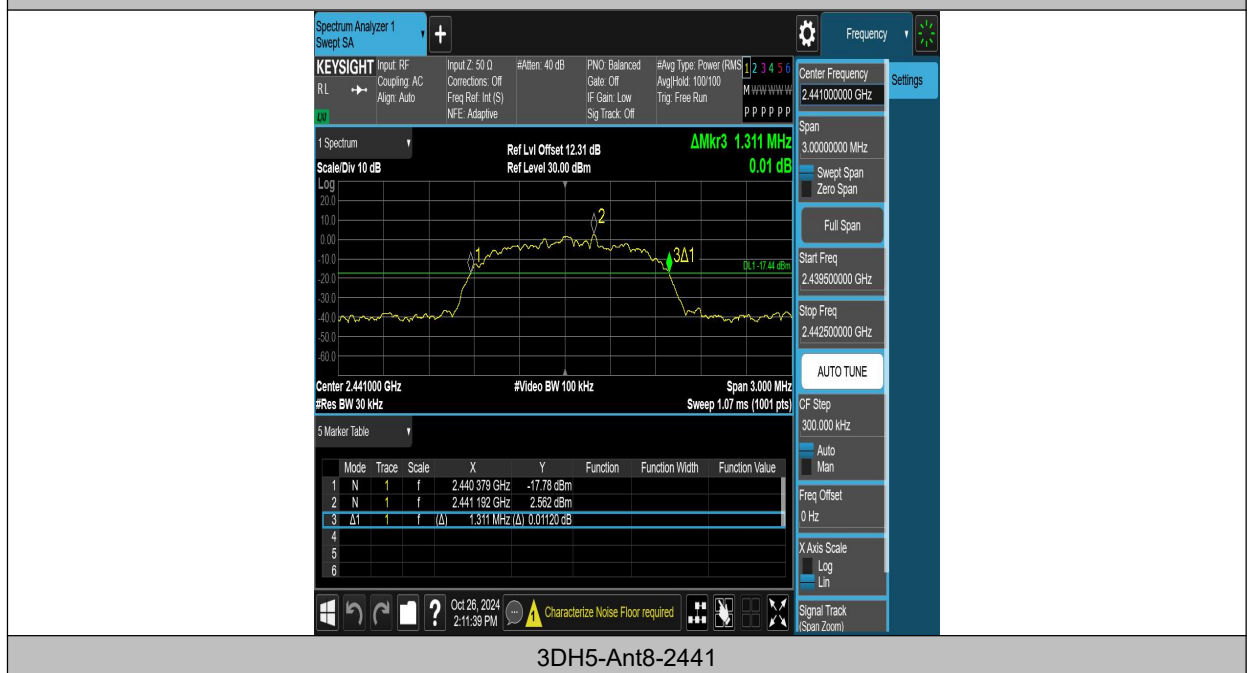 Spectrum Analyzer 1
Swept SA
+
Frequency
KEYSIGHT
RL
Input: RF
Coupling: AC
Align: Auto
Input Z: 50 Ω
Corrections: Off
Freq Ref: Int (S)
NFE: Adaptive
#Atten: 40 dB
PNO: Balanced
Gate: Off
IF Gain: Low
Sig Track: Off
#Avg Type: Power (RMS
Avg|Hold: 100/100
Trig: Free Run
1 2 3 4 5 6
M W W W W W
P P P P P P
1 Spectrum
Scale/Div 10 dB
Ref Lvl Offset 12.31 dB
Ref Level 30.00 dBm
ΔMkr3 1.311 MHz
0.01 dB
Log
20.0
10.0
0.00
-10.0
-20.0
-30.0
-40.0
-50.0
-60.0
1
2
3Δ1
DL1 -17.44 dBm
Center 2.441000 GHz
#Video BW 100 kHz
Span 3.000 MHz
#Res BW 30 kHz
Sweep 1.07 ms (1001 pts)
5 Marker Table
Mode Trace Scale X Y Function Function Width Function Value
1 N 1 f 2.440 379 GHz -17.78 dBm
2 N 1 f 2.441 192 GHz 2.562 dBm
3 Δ1 1 f (Δ) 1.311 MHz (Δ) 0.01120 dB
4
5
6
?
Oct 26, 2024
2:11:39 PM
Characterize Noise Floor required
Center Frequency
2.441000000 GHz
Settings
Span
3.00000000 MHz
Swept Span
Zero Span
Full Span
Start Freq
2.439500000 GHz
Stop Freq
2.442500000 GHz
AUTO TUNE
CF Step
300.000 kHz
Auto
Man
Freq Offset
0 Hz
X Axis Scale
Log
Lin
Signal Track
(Span Zoom)
3DH5-Ant8-2441